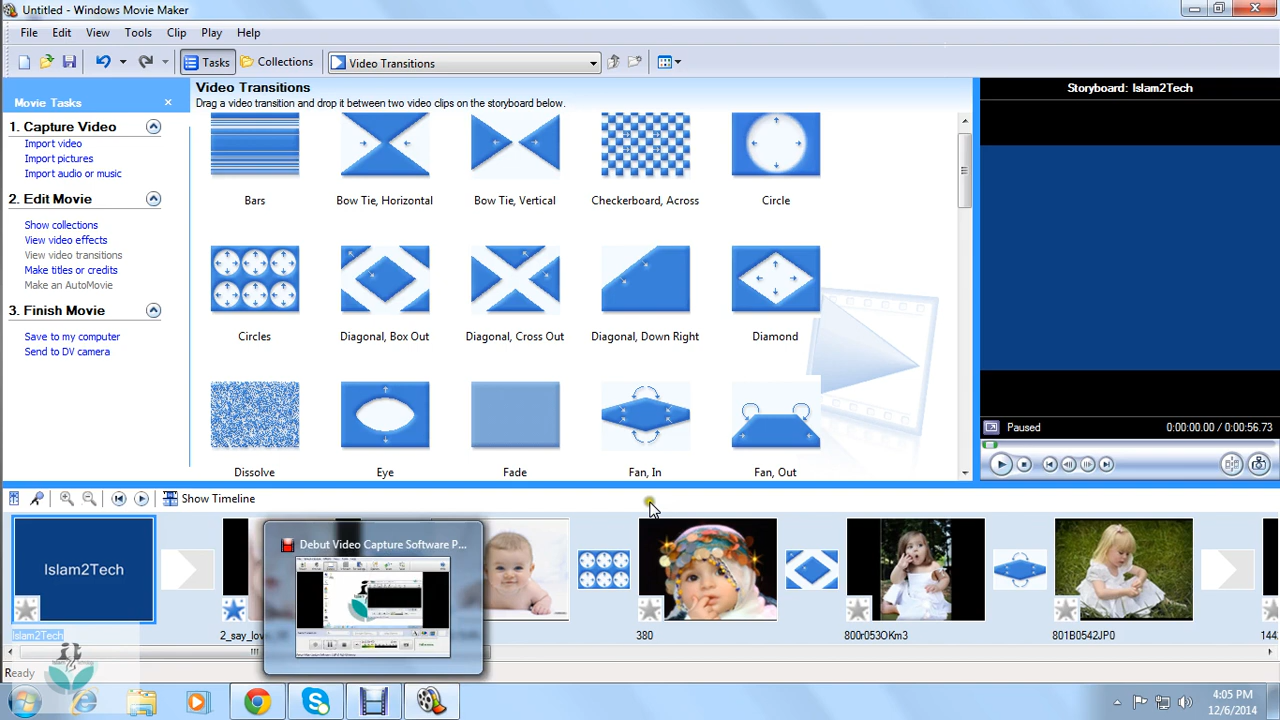 Untitled - Windows Movie Maker
File Edit View Tools Clip Play Help
Tasks Collections Video Transitions
Movie Tasks
1. Capture Video
Import video
Import pictures
Import audio or music
2. Edit Movie
Show collections
View video effects
View video transitions
Make titles or credits
Make an AutoMovie
3. Finish Movie
Save to my computer
Send to DV camera
Video Transitions
Drag a video transition and drop it between two video clips on the storyboard below.
Bars Bow Tie, Horizontal Bow Tie, Vertical Checkerboard, Across Circle
Circles Diagonal, Box Out Diagonal, Cross Out Diagonal, Down Right Diamond
Dissolve Eye Fade Fan, In Fan, Out
Storyboard: Islam2Tech
Paused 0:00:00.00 / 0:00:56.73
Show Timeline
Islam2Tech
Debut Video Capture Software P...
Islam2Tech 2_say_lov 380 800r053OKm3 801B0542JP0 144
Ready
4:05 PM
12/6/2014